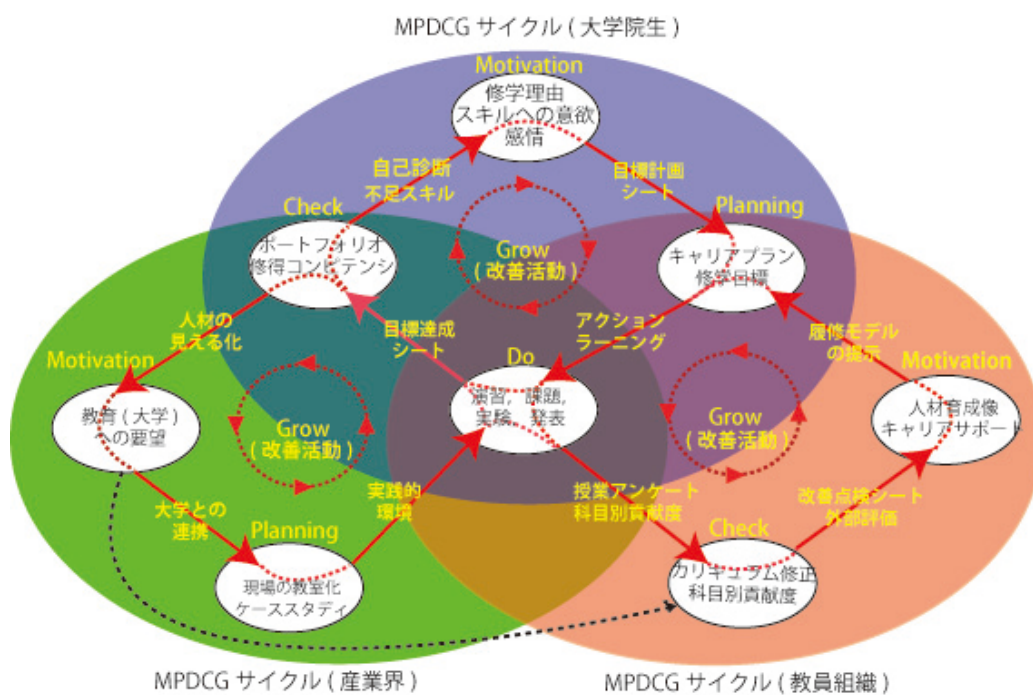 MPDCG サイクル ( 大学院生 )
Motivation
修学理由
スキルへの意欲
感情
自己診断
不足スキル
目標計画
シート
Check
ポートフォリオ
修得コンピテンシ
Planning
キャリアプラン
修学目標
Grow
( 改善活動 )
人材の
見える化
目標達成
シート
アクション
ラーニング
履修モデル
の提示
Motivation
教育 ( 大学 )
への要望
Do
演習，課題，
実験，発表
Motivation
人材育成像
キャリアサポート
Grow
( 改善活動 )
Grow
( 改善活動 )
大学との
連携
実践的
環境
授業アンケート
科目別貢献度
改善点検シート
外部評価
Planning
現場の教室化
ケーススタディ
Check
カリキュラム修正
科目別貢献度
MPDCG サイクル ( 産業界 )
MPDCG サイクル ( 教員組織 )